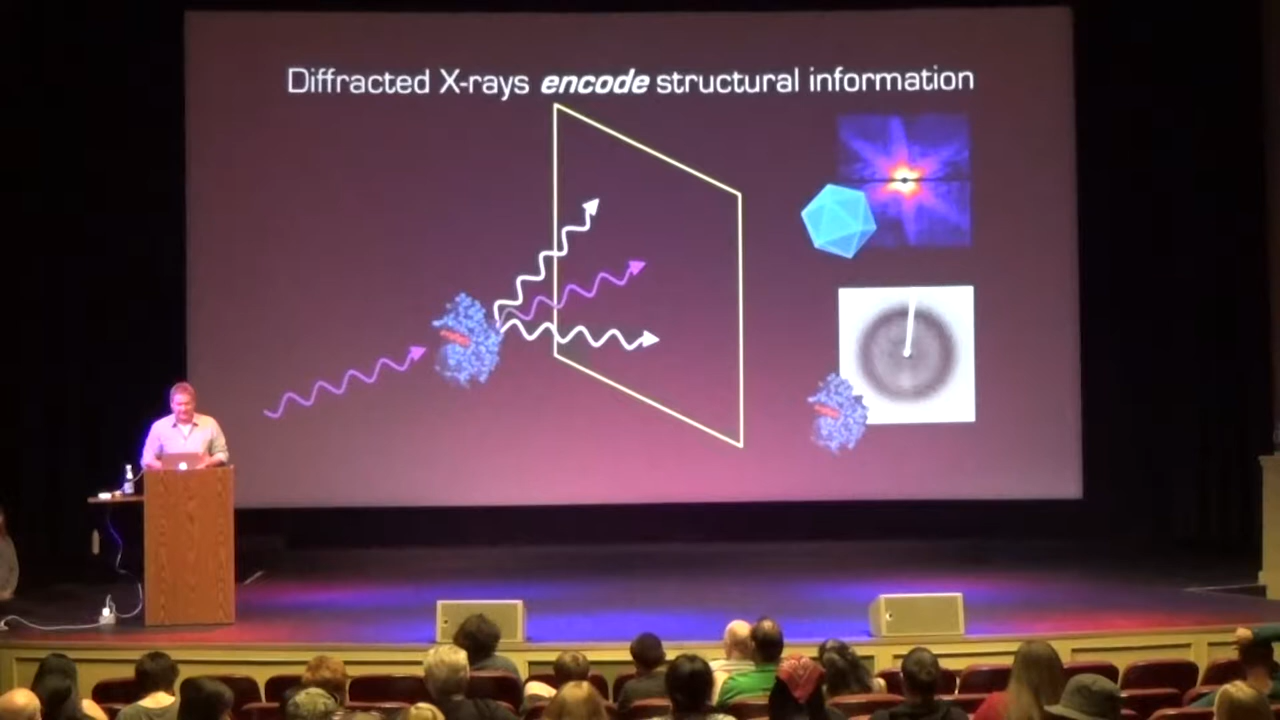 Diffracted X-rays encode structural information